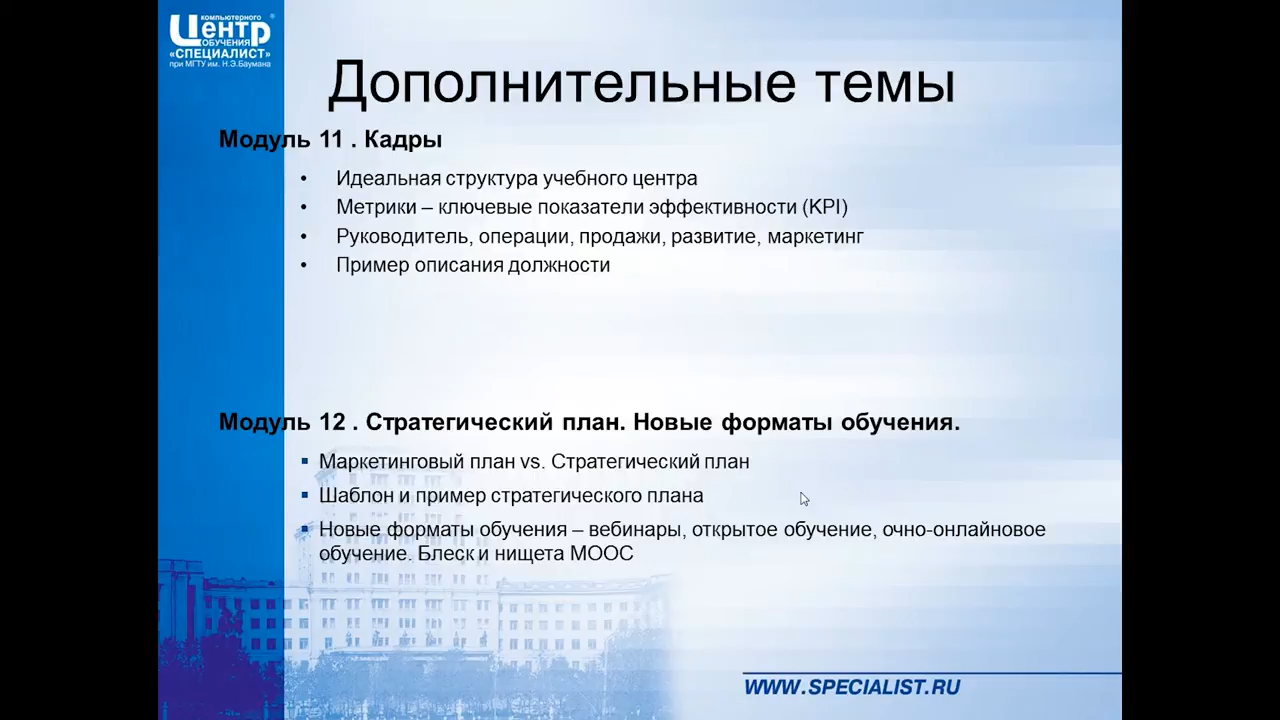 компьютерного
Центр
ОБУЧЕНИЯ
«СПЕЦИАЛИСТ»
при МГТУ им. Н.Э.Баумана
Дополнительные темы
Модуль 11 . Кадры
• Идеальная структура учебного центра
• Метрики – ключевые показатели эффективности (KPI)
• Руководитель, операции, продажи, развитие, маркетинг
• Пример описания должности
Модуль 12 . Стратегический план. Новые форматы обучения.
▪ Маркетинговый план vs. Стратегический план
▪ Шаблон и пример стратегического плана
▪ Новые форматы обучения – вебинары, открытое обучение, очно-онлайновое
обучение. Блеск и нищета МООС
WWW.SPECIALIST.RU